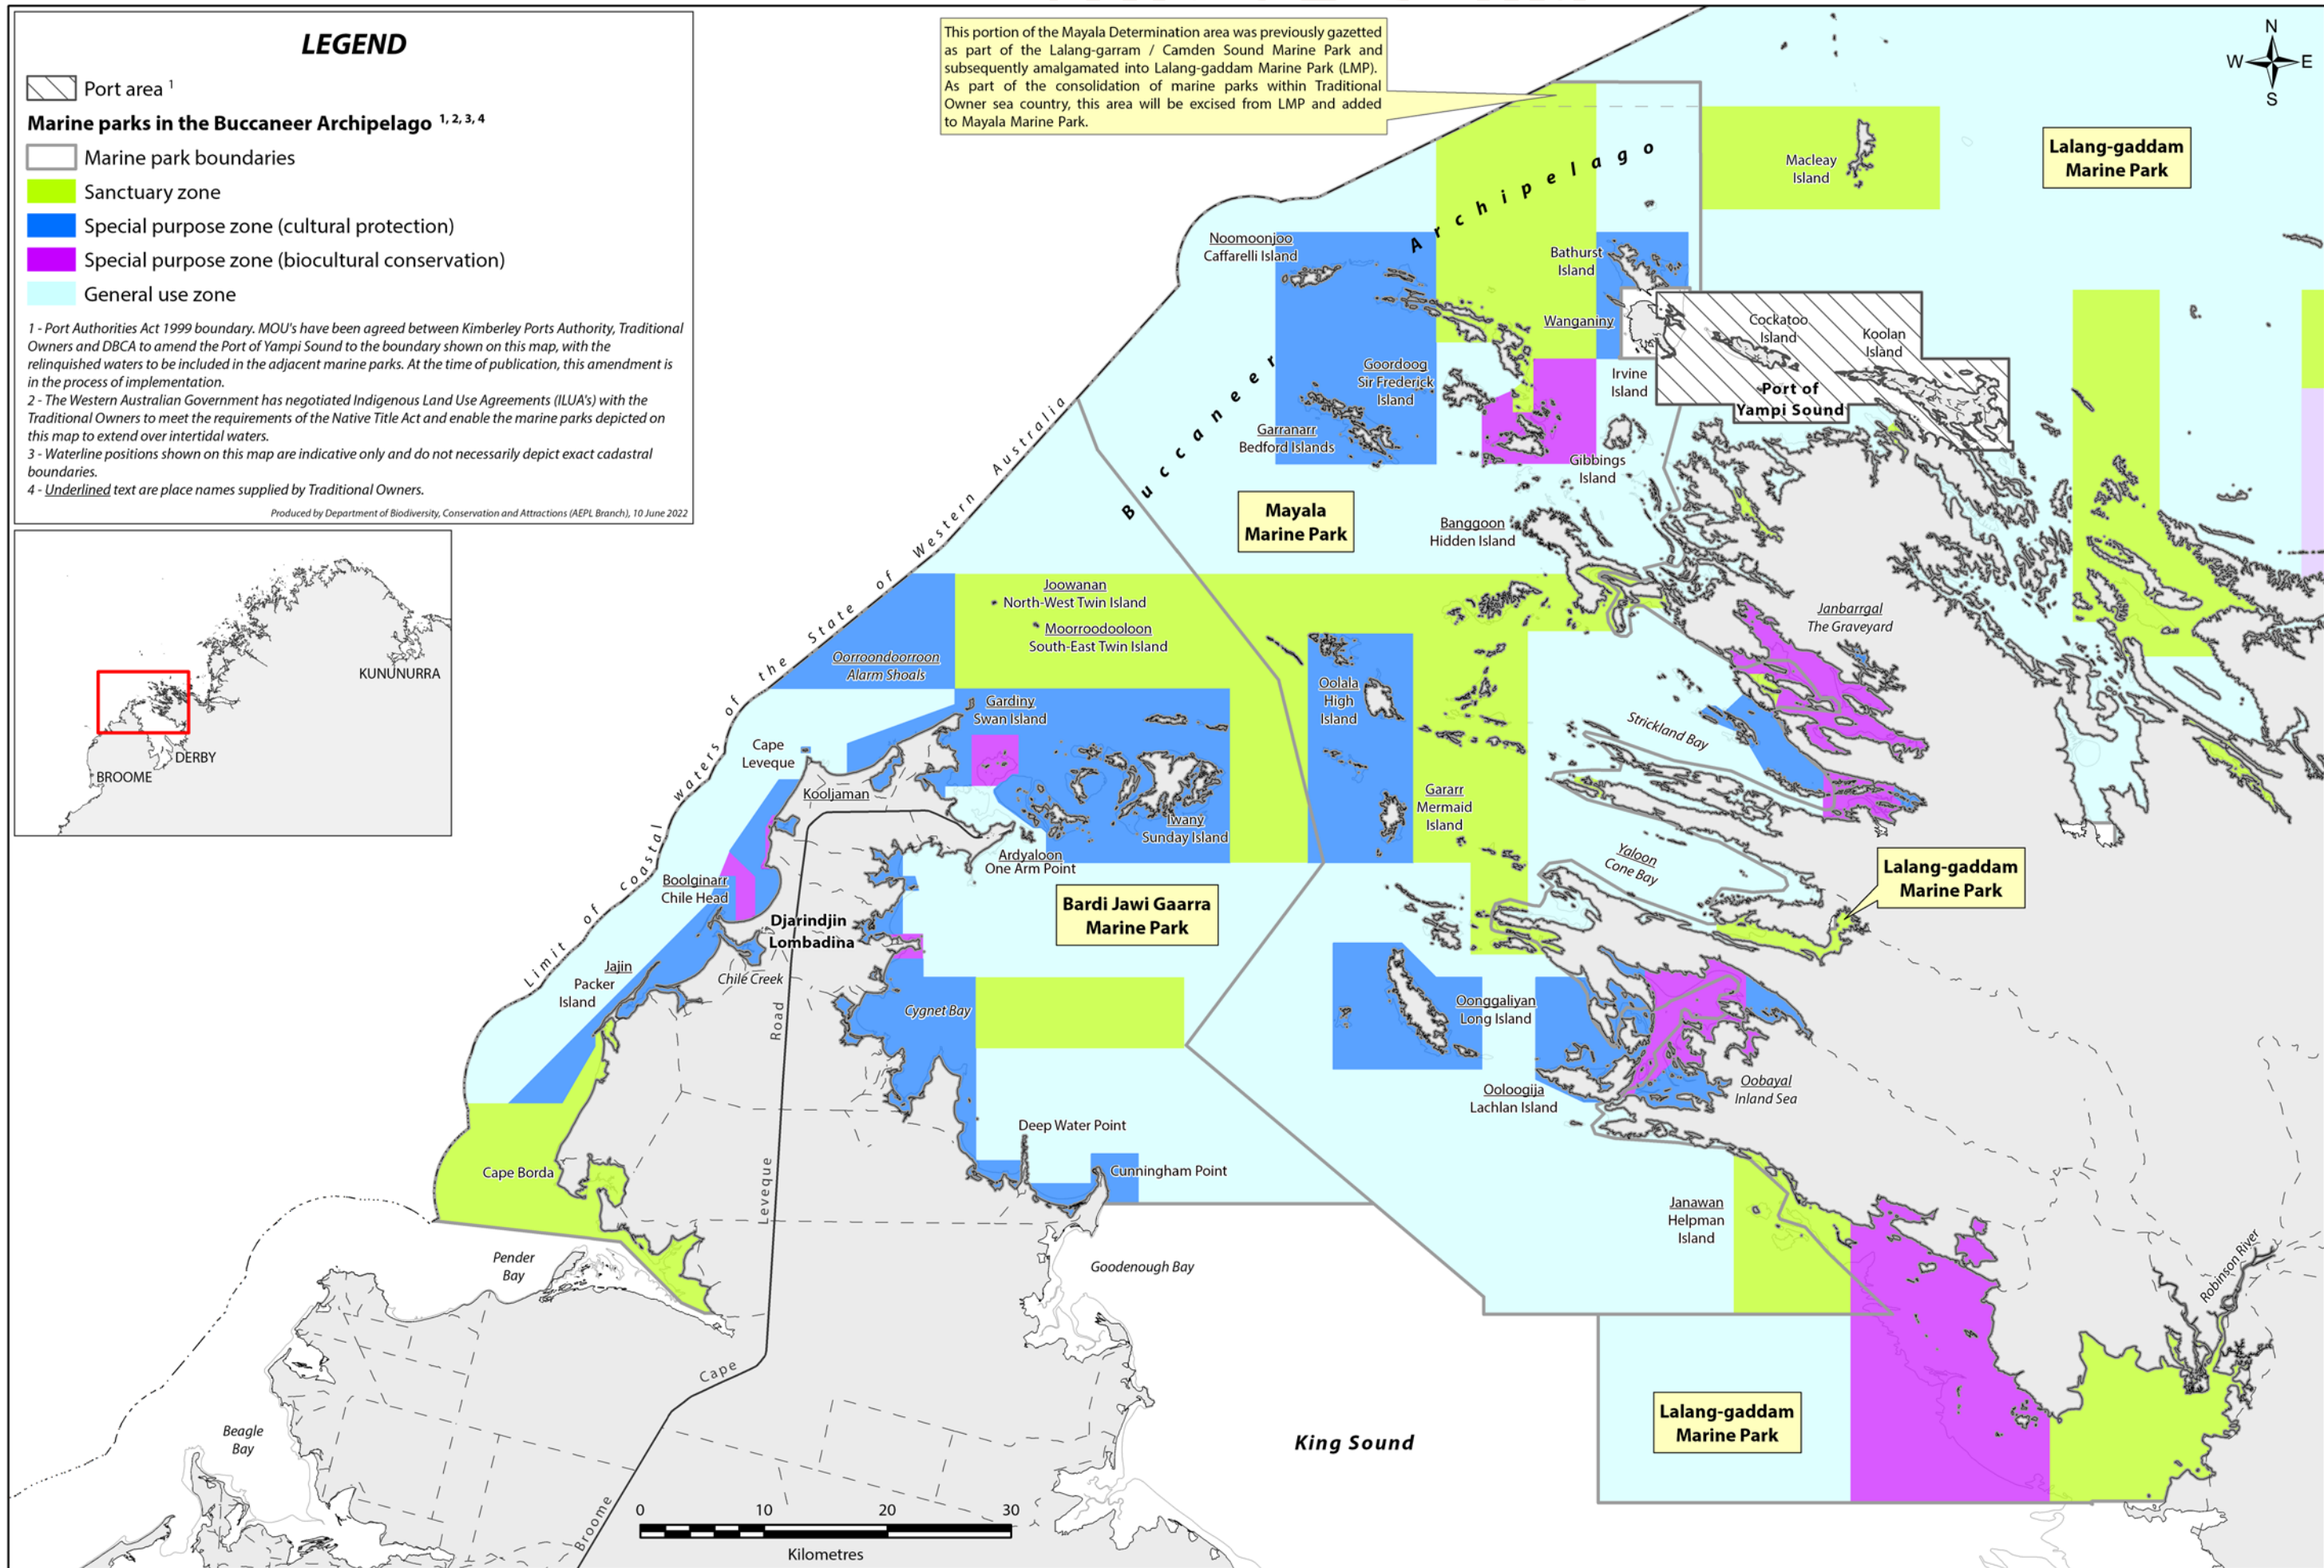 LEGEND
Port area 1
Marine parks in the Buccaneer Archipelago 1, 2, 3, 4
Marine park boundaries
Sanctuary zone
Special purpose zone (cultural protection)
Special purpose zone (biocultural conservation)
General use zone
1 - Port Authorities Act 1999 boundary. MOU's have been agreed between Kimberley Ports Authority, Traditional
Owners and DBCA to amend the Port of Yampi Sound to the boundary shown on this map, with the
relinquished waters to be included in the adjacent marine parks. At the time of publication, this amendment is
in the process of implementation.
2 - The Western Australian Government has negotiated Indigenous Land Use Agreements (ILUA's) with the
Traditional Owners to meet the requirements of the Native Title Act and enable the marine parks depicted on
this map to extend over intertidal waters.
3 - Waterline positions shown on this map are indicative only and do not necessarily depict exact cadastral
boundaries.
4 - Underlined text are place names supplied by Traditional Owners.
Produced by Department of Biodiversity, Conservation and Attractions (AEPL Branch), 10 June 2022
KUNUNURRA
DERBY
BROOME
This portion of the Mayala Determination area was previously gazetted
as part of the Lalang-garram / Camden Sound Marine Park and
subsequently amalgamated into Lalang-gaddam Marine Park (LMP).
As part of the consolidation of marine parks within Traditional
Owner sea country, this area will be excised from LMP and added
to Mayala Marine Park.
N
W
E
S
Lalang-gaddam
Marine Park
Macleay
Island
Buccaneer Archipelago
Noomoonjoo
Caffarelli Island
Bathurst
Island
Wanganiny
Cockatoo
Island
Koolan
Island
Goordoog
Sir Frederick
Island
Irvine
Island
Port of
Yampi Sound
Garranarr
Bedford Islands
Gibbings
Island
Mayala
Marine Park
Banggoon
Hidden Island
Limit of coastal waters of the State of Western Australia
Joowanan
North-West Twin Island
Moorroodooloon
South-East Twin Island
Janbarrgal
The Graveyard
Oorroondoorroon
Alarm Shoals
Oolala
High
Island
Gardiny
Swan Island
Strickland Bay
Cape
Leveque
Kooljaman
Gararr
Mermaid
Island
Iwany
Sunday Island
Ardyaloon
One Arm Point
Yaloon
Cone Bay
Lalang-gaddam
Marine Park
Boolginarr
Chile Head
Bardi Jawi Gaarra
Marine Park
Djarindjin
Lombadina
Jajin
Packer
Island
Chile Creek
Cygnet Bay
Oonggaliyan
Long Island
Oologija
Lachlan Island
Oobayal
Inland Sea
Deep Water Point
Cape Borda
Cunningham Point
Janawan
Helpman
Island
Pender
Bay
Goodenough Bay
Robinson River
Broome Cape Leveque Road
Lalang-gaddam
Marine Park
Beagle
Bay
King Sound
0 10 20 30
Kilometres